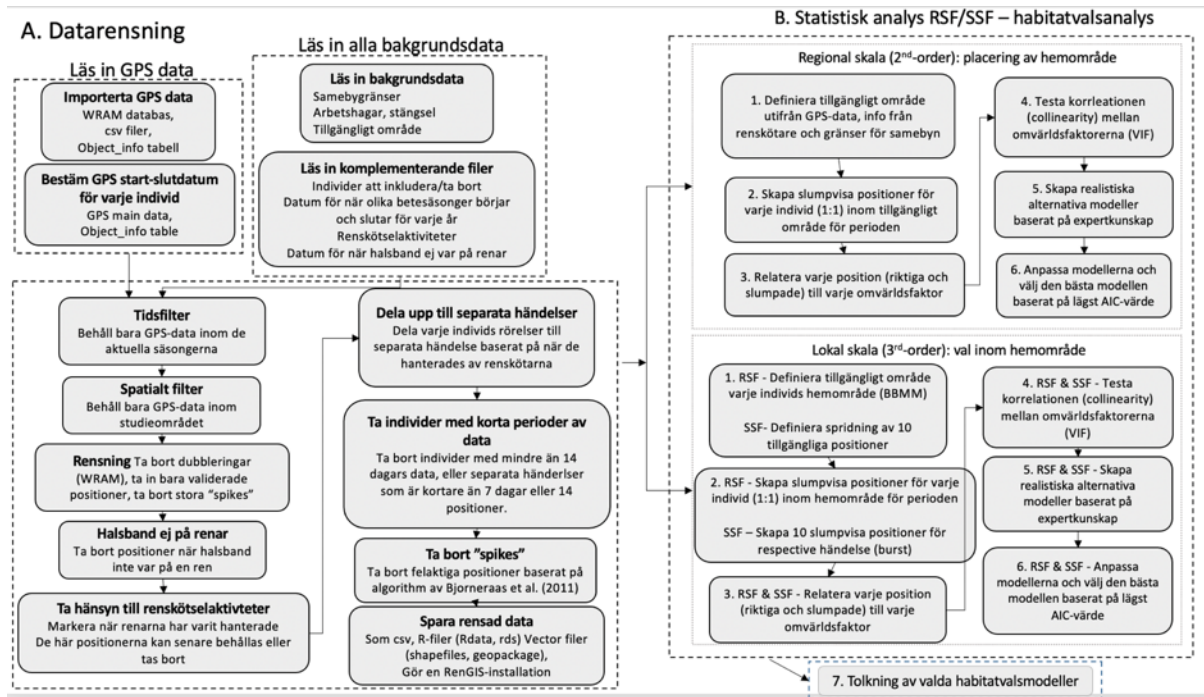 A. Datarensning
Läs in GPS data
Importerta GPS data
WRAM databas,
csv filer,
Object_info tabell
Bestäm GPS start-slutdatum
för varje individ
GPS main data,
Object_info table
Läs in alla bakgrundsdata
Läs in bakgrundsdata
Samebygränser
Arbetshagar, stängsel
Tillgängligt område
Läs in komplementerande filer
Individer att inkludera/ta bort
Datum för när olika betesäsonger börjar
och slutar för varje år
Renskötselaktiviteter
Datum för när halsband ej var på renar
Tidsfilter
Behåll bara GPS-data inom de
aktuella säsongerna
Spatialt filter
Behåll bara GPS-data inom
studieområdet
Rensning Ta bort dubbleringar
(WRAM), ta in bara validerade
positioner, ta bort stora "spikes"
Halsband ej på renar
Ta bort positioner när halsband
inte var på en ren
Ta hänsyn till renskötselaktivteter
Markera när renarna har varit hanterade
De här positionerna kan senare behållas eller
tas bort
Dela upp till separata händelser
Dela varje individs rörelser till
separata händelse baserat på när de
hanterades av renskötarna
Ta individer med korta perioder av
data
Ta bort individer med mindre än 14
dagars data, eller separata händerlser
som är kortare än 7 dagar eller 14
positioner.
Ta bort "spikes"
Ta bort felaktiga positioner baserat på
algorithm av Bjorneraas et al. (2011)
Spara rensad data
Som csv, R-filer (Rdata, rds) Vector filer
(shapefiles, geopackage),
Gör en RenGIS-installation
B. Statistisk analys RSF/SSF – habitatvalsanalys
Regional skala (2nd-order): placering av hemområde
1. Definiera tillgängligt område
utifrån GPS-data, info från
renskötare och gränser för samebyn
2. Skapa slumpvisa positioner för
varje individ (1:1) inom tillgängligt
område för perioden
3. Relatera varje position (riktiga och
slumpade) till varje omvärldsfaktor
4. Testa korrleationen
(collinearity) mellan
omvärldsfaktorerna (VIF)
5. Skapa realistiska
alternativa modeller
baserat på expertkunskap
6. Anpassa modellerna och
välj den bästa modellen
baserat på lägst AIC-värde
Lokal skala (3rd-order): val inom hemområde
1. RSF - Definiera tillgängligt område
varje individs hemområde (BBMM)
SSF- Definiera spridning av 10
tillgängliga positioner
2. RSF - Skapa slumpvisa positioner för varje
individ (1:1) inom hemområde för perioden
SSF – Skapa 10 slumpvisa positioner för
respective händelse (burst)
3. RSF & SSF - Relatera varje position
(riktiga och slumpade) till varje
omvärldsfaktor
4. RSF & SSF - Testa
korrelationen (collinearity)
mellan omvärldsfaktorerna
(VIF)
5. RSF & SSF - Skapa
realistiska alternativa
modeller baserat på
expertkunskap
6. RSF & SSF - Anpassa
modellerna och välj den bästa
modellen baserat på lägst
AIC-värde
7. Tolkning av valda habitatvalsmodeller